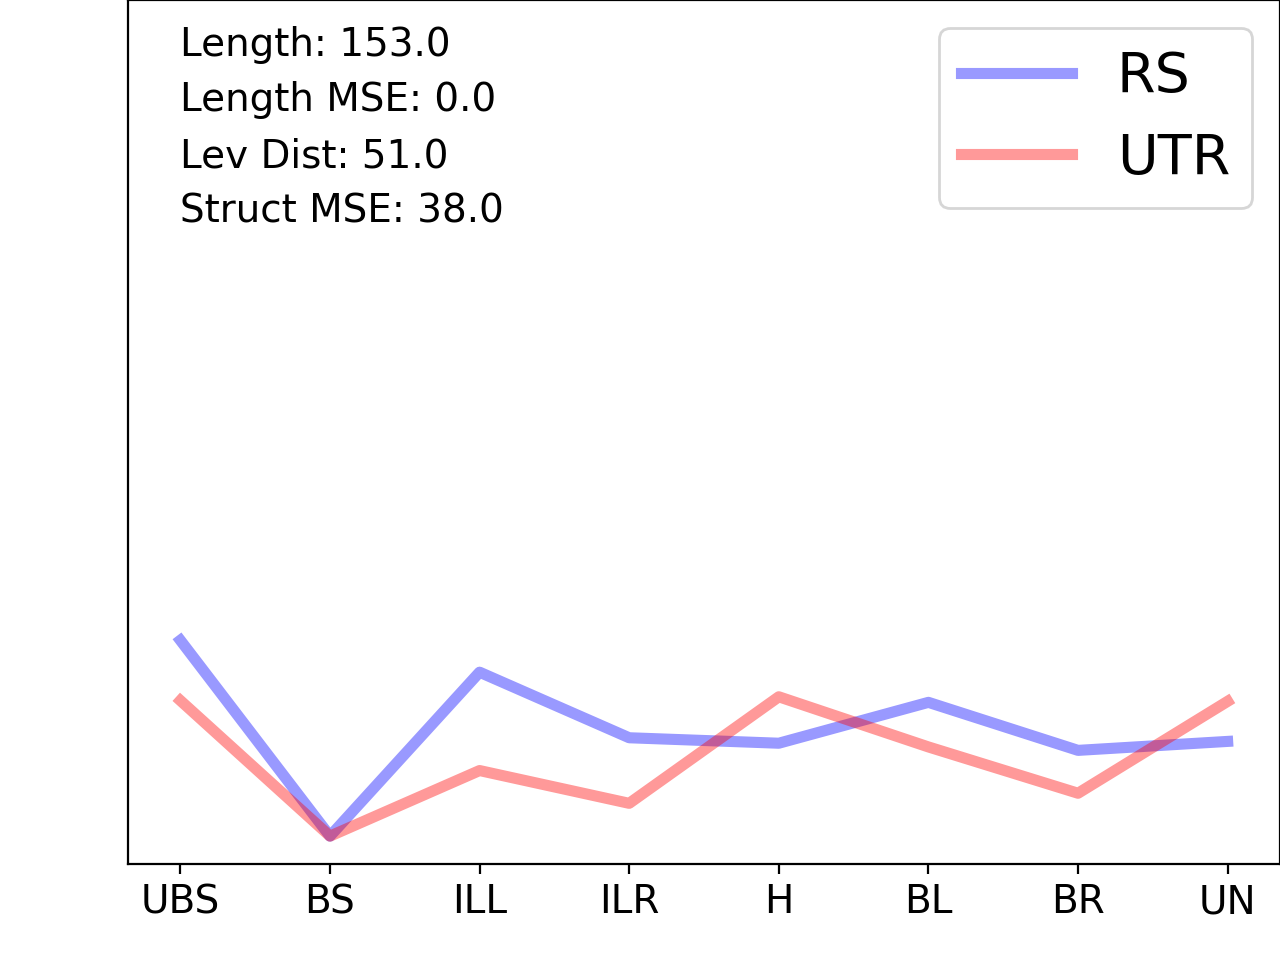 Length: 153.0
Length MSE: 0.0
Lev Dist: 51.0
Struct MSE: 38.0
RS
UTR
UBS BS ILL ILR H BL BR UN